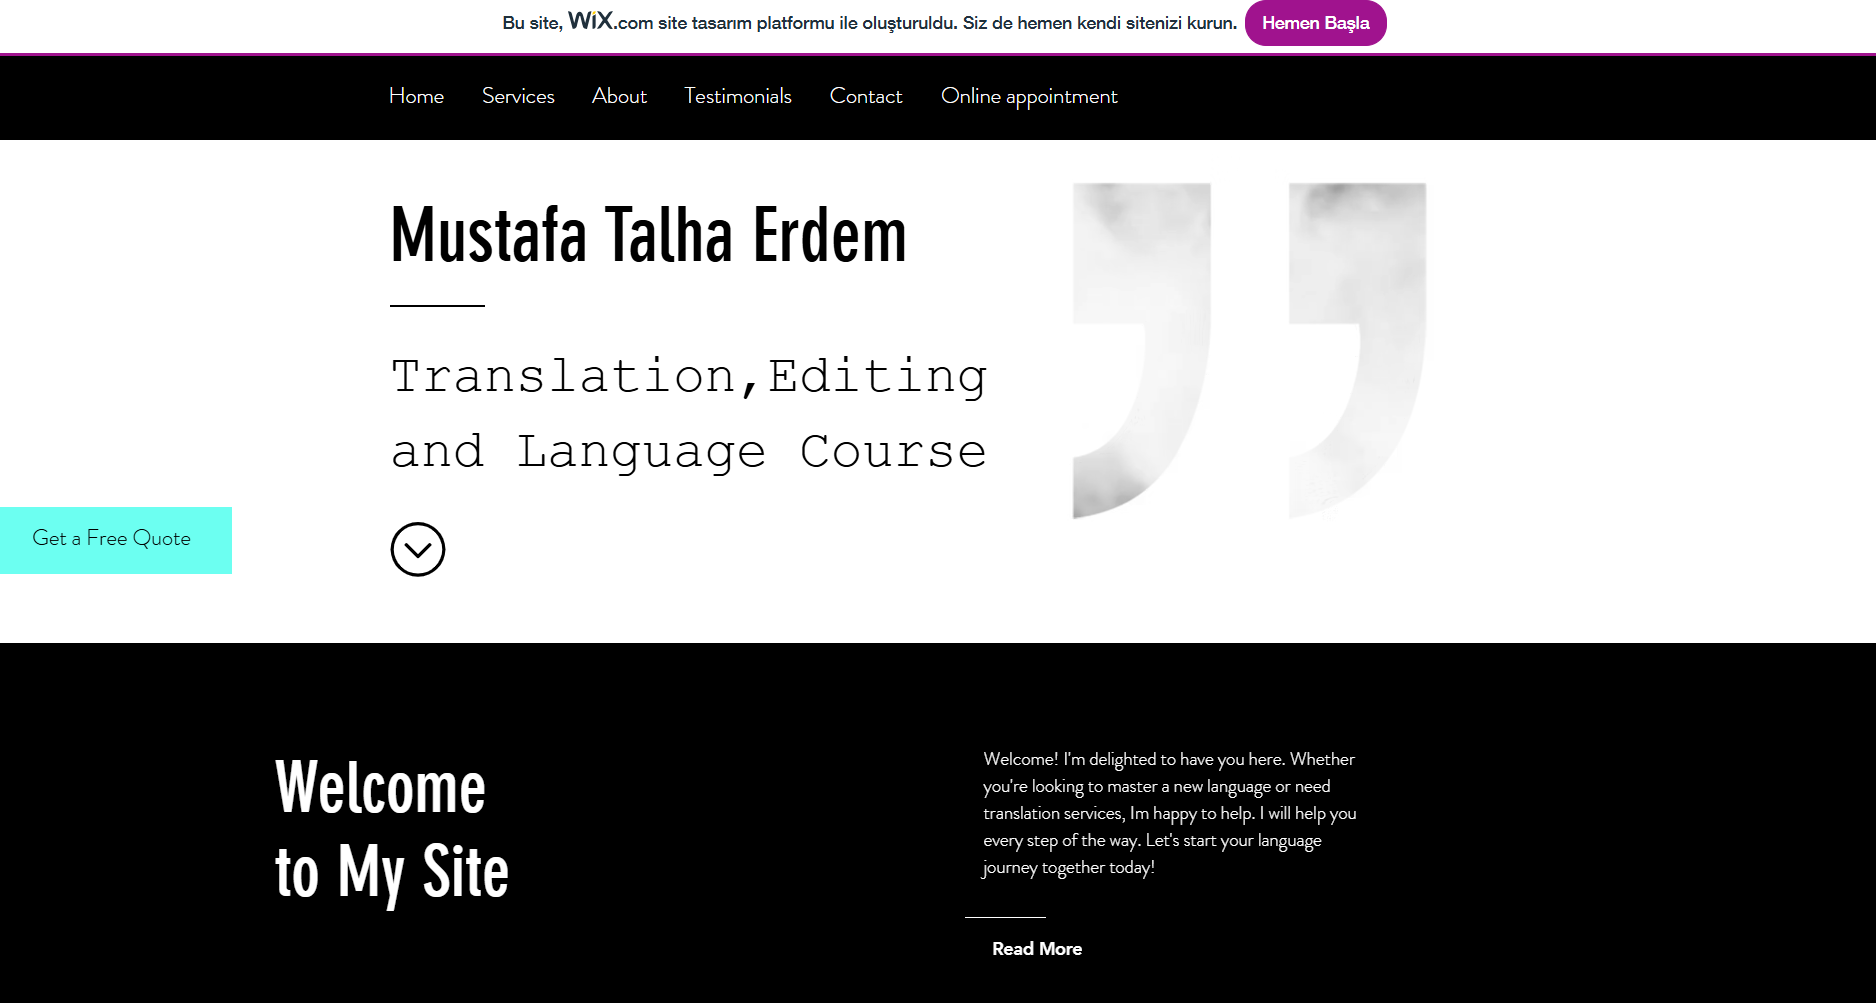 Bu site, WiX.com site tasarım platformu ile oluşturuldu. Siz de hemen kendi sitenizi kurun. Hemen Başla
Home Services About Testimonials Contact Online appointment
Mustafa Talha Erdem
Translation,Editing
and Language Course
Get a Free Quote
Welcome
to My Site
Welcome! I'm delighted to have you here. Whether
you're looking to master a new language or need
translation services, Im happy to help. I will help you
every step of the way. Let's start your language
journey together today!
Read More